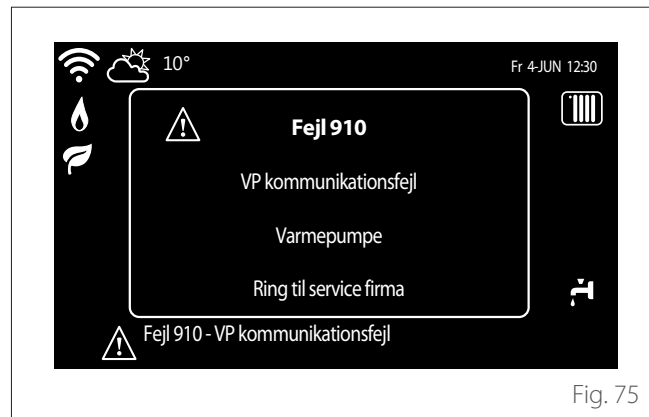 10°
Fr 4-JUN 12:30
Fejl 910
VP kommunikationsfejl
Varmepumpe
Ring til service firma
Fejl 910 - VP kommunikationsfejl
Fig. 75